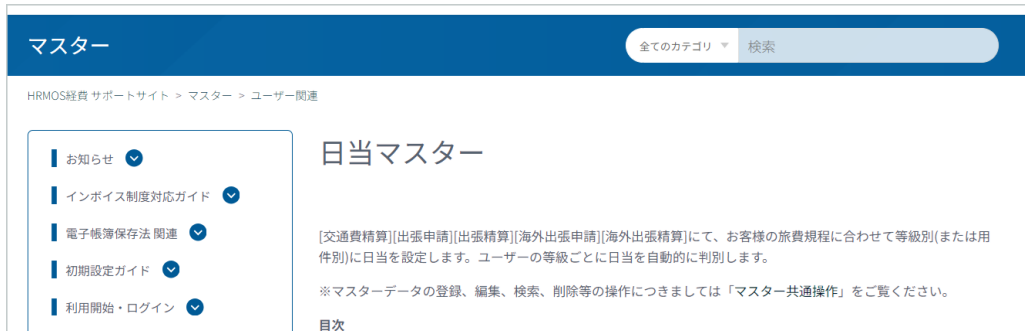 マスター
全てのカテゴリ
検索
HRMOS経費 サポートサイト > マスター > ユーザー関連
お知らせ
インボイス制度対応ガイド
電子帳簿保存法 関連
初期設定ガイド
利用開始・ログイン
日当マスター
[交通費精算][出張申請][出張精算][海外出張申請][海外出張精算]にて、お客様の旅費規程に合わせて等級別(または用
件別)に日当を設定します。ユーザーの等級ごとに日当を自動的に判別します。
※マスターデータの登録、編集、検索、削除等の操作につきましては「マスター共通操作」をご覧ください。
目次